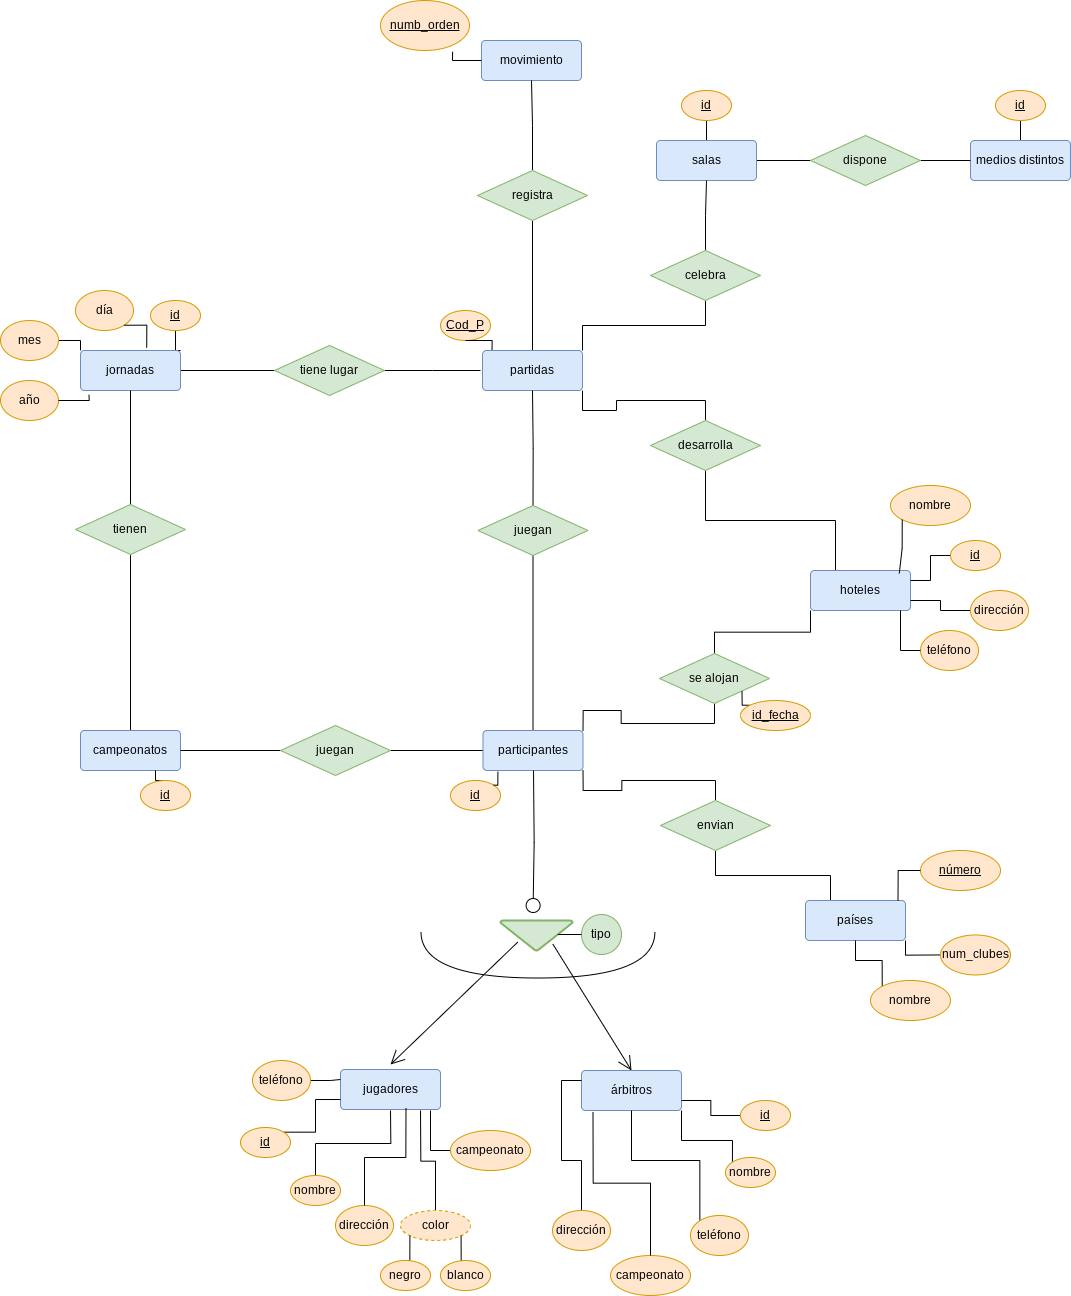 numb_orden
movimiento
id
id
salas
dispone
medios distintos
registra
celebra
día
id
mes
Cod_P
jornadas
tiene lugar
partidas
año
desarrolla
nombre
tienen
juegan
id
hoteles
dirección
teléfono
se alojan
id_fecha
campeonatos
juegan
participantes
id
id
envian
número
países
tipo
num_clubes
nombre
teléfono
jugadores
árbitros
id
id
campeonato
nombre
nombre
dirección
color
dirección
teléfono
negro
blanco
campeonato